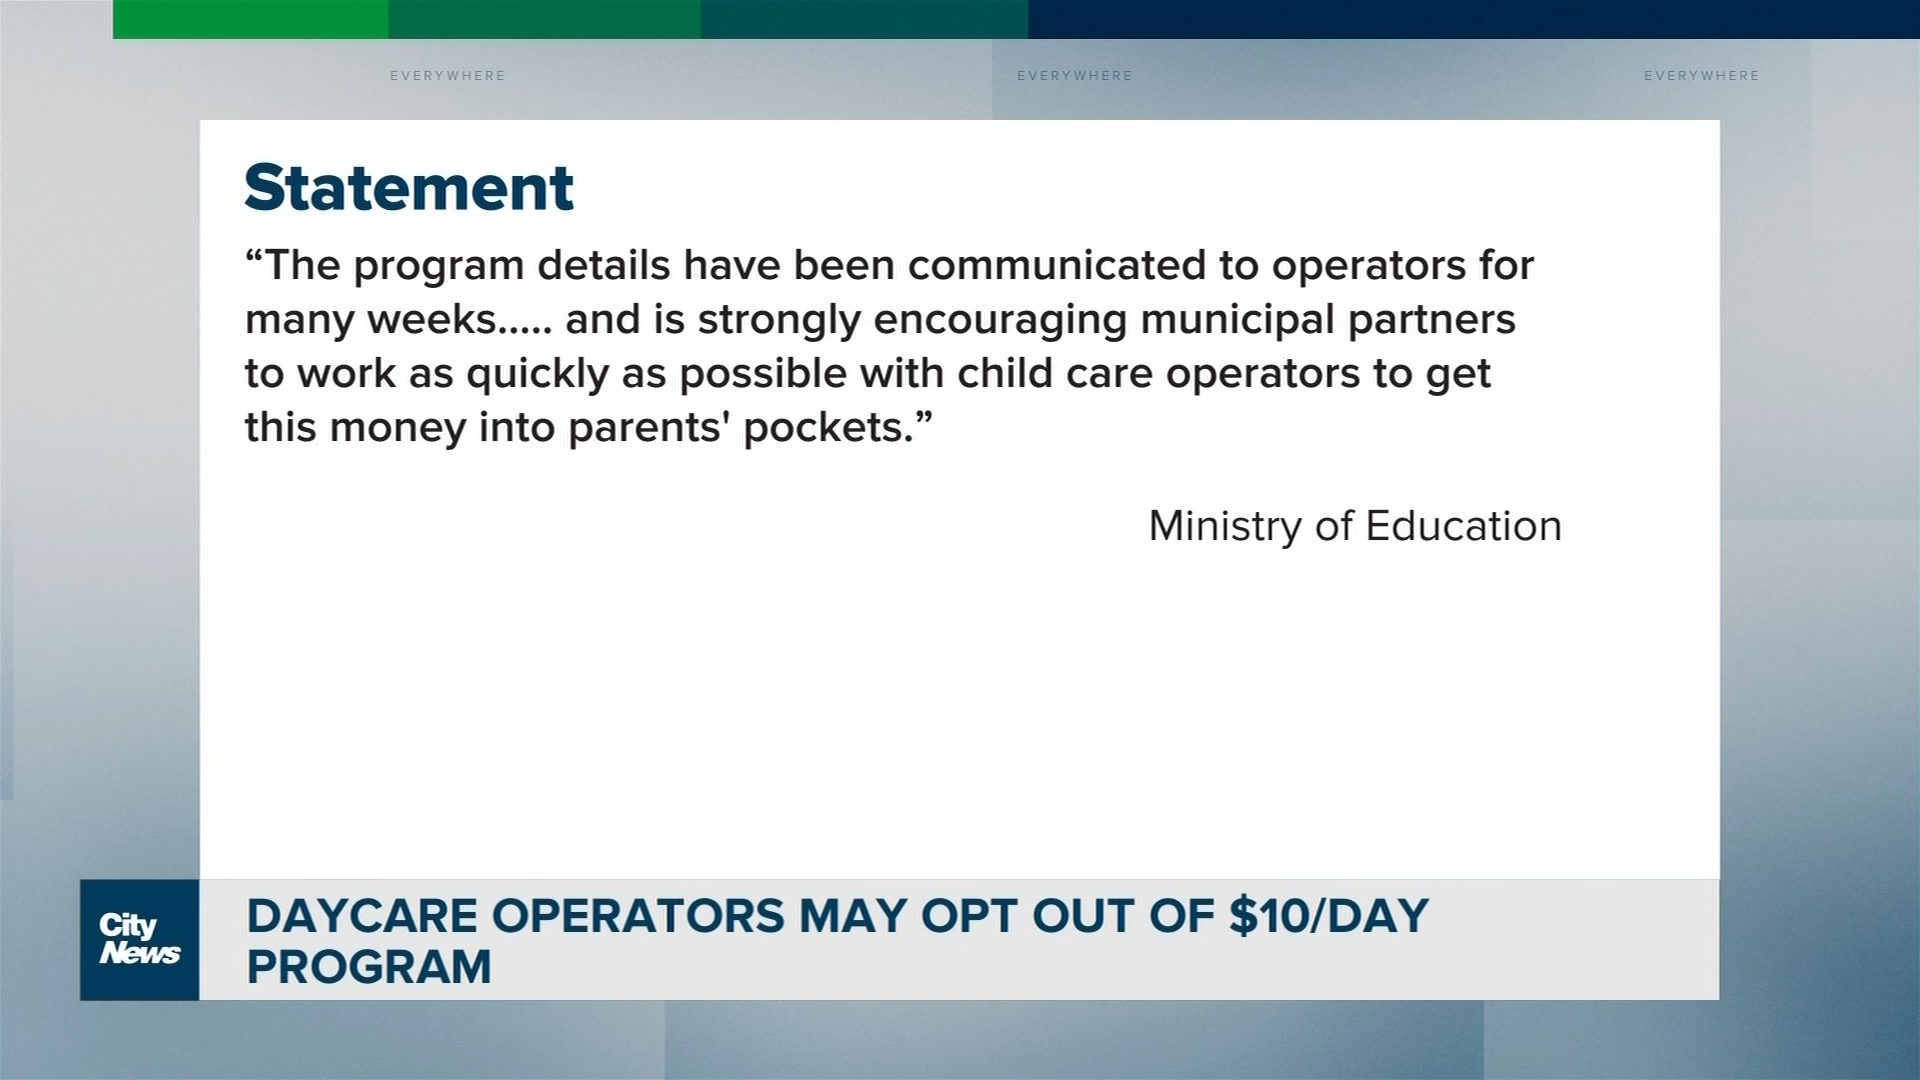 EVERYWHERE EVERYWHERE EVERYWHERE
Statement
“The program details have been communicated to operators for
many weeks..... and is strongly encouraging municipal partners
to work as quickly as possible with child care operators to get
this money into parents' pockets.”
Ministry of Education
City
News
DAYCARE OPERATORS MAY OPT OUT OF $10/DAY
PROGRAM